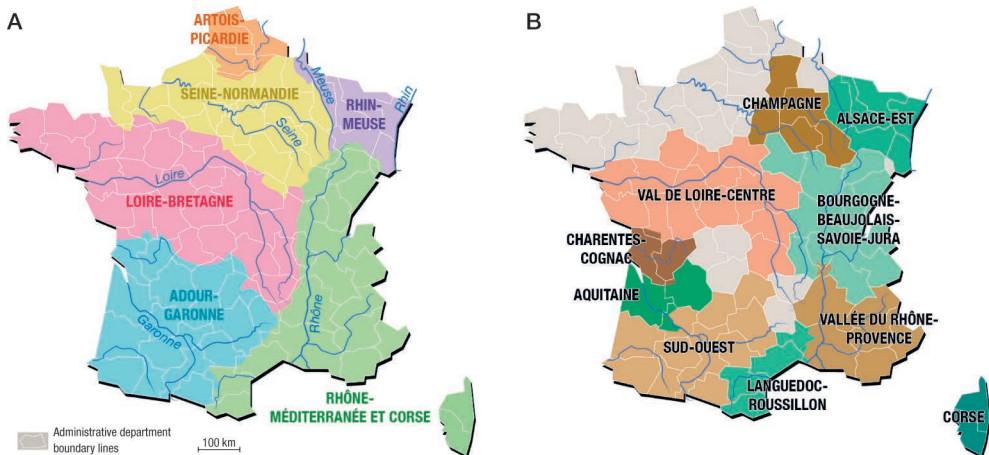 A
ARTOIS-
PICARDIE
SEINE-NORMANDIE
Meuse
Rhin
RHIN-
MEUSE
Seine
Loire
LOIRE-BRETAGNE
ADOUR-
GARONNE
Garonne
Rhône
RHÔNE-
MÉDITERRANÉE ET CORSE
Administrative department
boundary lines
100 km
B
CHAMPAGNE
ALSACE-EST
VAL DE LOIRE-CENTRE
BOURGOGNE-
BEAUJOLAIS-
SAVOIE-JURA
CHARENTES-
COGNAC
AQUITAINE
VALLÉE DU RHÔNE-
PROVENCE
SUD-OUEST
LANGUEDOC-
ROUSSILLON
CORSE